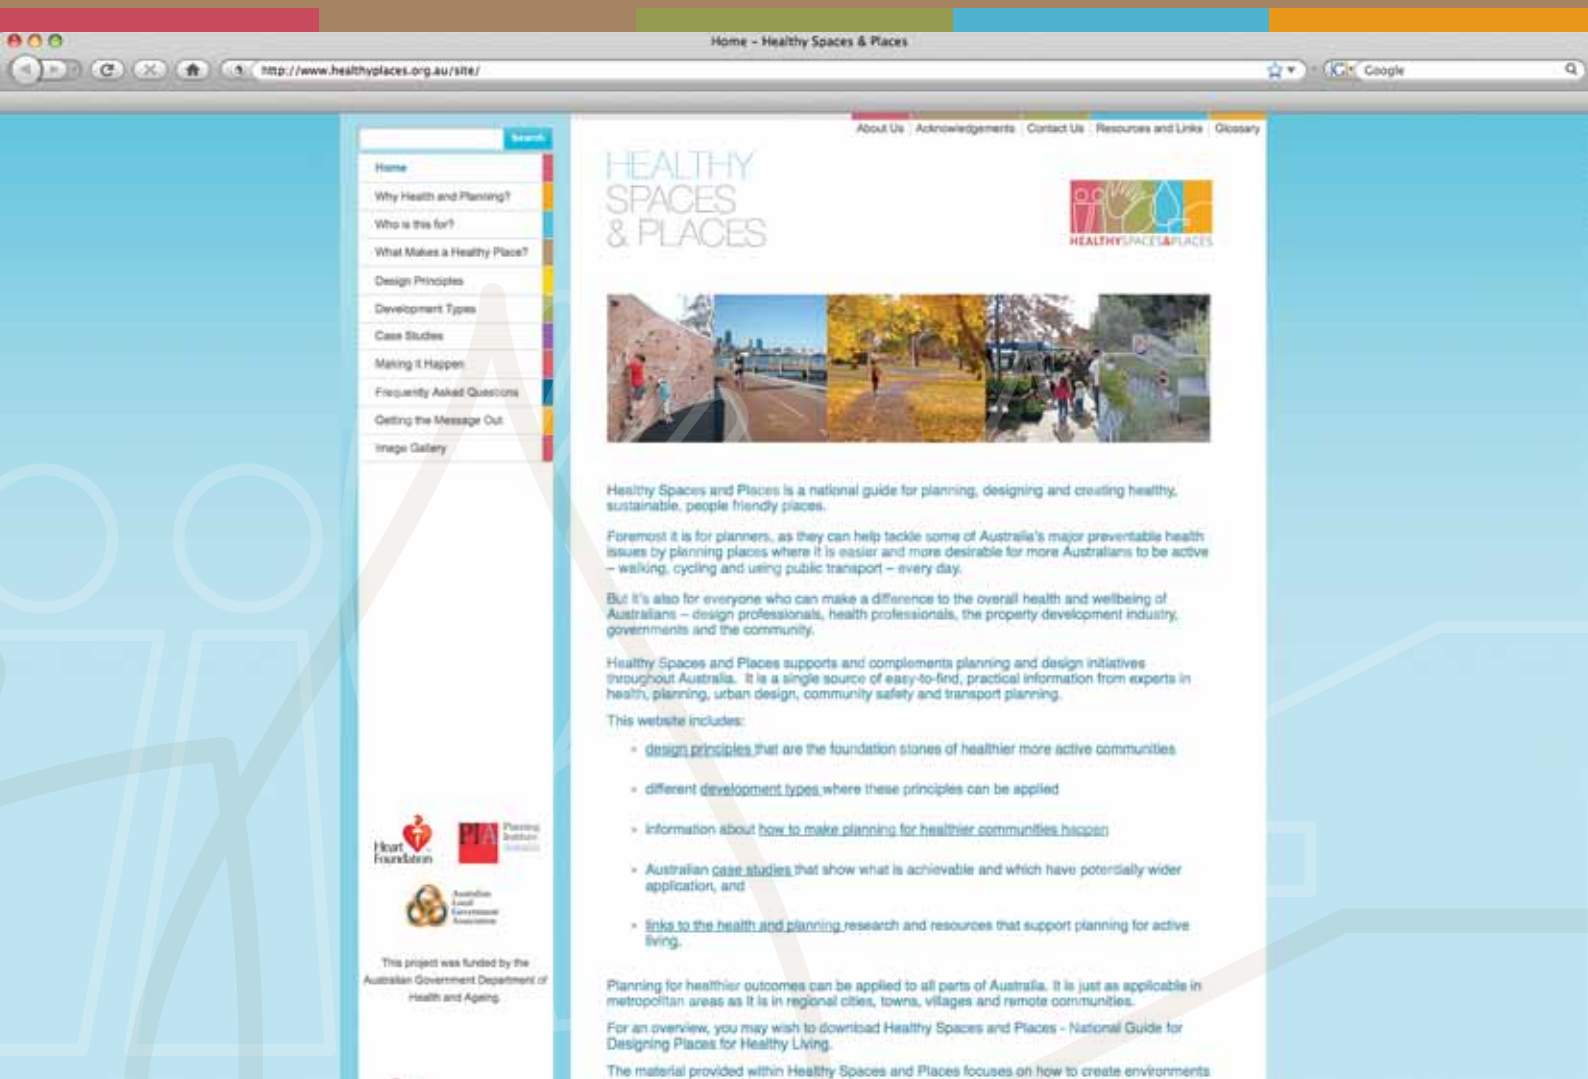 Home – Healthy Spaces & Places
http://www.healthyplaces.org.au/site/
Google
Search
About Us
Acknowledgements
Contact Us
Resources and Links
Glossary
Home
Why Health and Planning?
Who is this for?
What Makes a Healthy Place?
Design Principles
Development Types
Case Studies
Making it Happen
Frequently Asked Questions
Getting the Message Out
Image Gallery
HEALTHY
SPACES
& PLACES
HEALTHYSPACES&PLACES
Healthy Spaces and Places is a national guide for planning, designing and creating healthy,
sustainable, people friendly places.
Foremost it is for planners, as they can help tackle some of Australia's major preventable health
issues by planning places where it is easier and more desirable for more Australians to be active
– walking, cycling and using public transport – every day.
But it's also for everyone who can make a difference to the overall health and wellbeing of
Australians – design professionals, health professionals, the property development industry,
governments and the community.
Healthy Spaces and Places supports and complements planning and design initiatives
throughout Australia. It is a single source of easy-to-find, practical information from experts in
health, planning, urban design, community safety and transport planning.
This website includes:
» design principles that are the foundation stones of healthier more active communities
» different development types where these principles can be applied
» information about how to make planning for healthier communities happen
» Australian case studies that show what is achievable and which have potentially wider
application, and
» links to the health and planning research and resources that support planning for active
living.
Planning for healthier outcomes can be applied to all parts of Australia. It is just as applicable in
metropolitan areas as it is in regional cities, towns, villages and remote communities.
For an overview, you may wish to download Healthy Spaces and Places - National Guide for
Designing Places for Healthy Living.
The material provided within Healthy Spaces and Places focuses on how to create environments
Heart
Foundation
PIA
Planning
Institute
Australia
Australian
Local
Government
Association
This project was funded by the
Australian Government Department of
Health and Ageing.